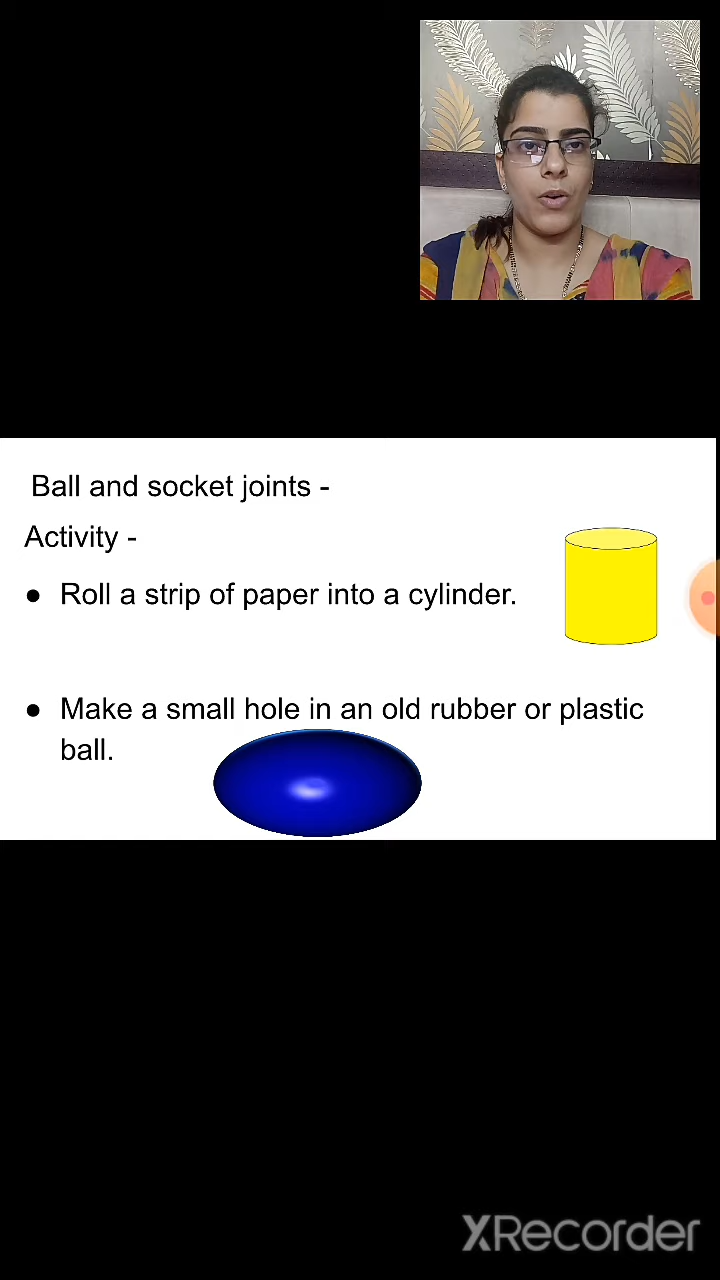 Ball and socket joints -
Activity -
● Roll a strip of paper into a cylinder.
● Make a small hole in an old rubber or plastic
ball.
XRecorder